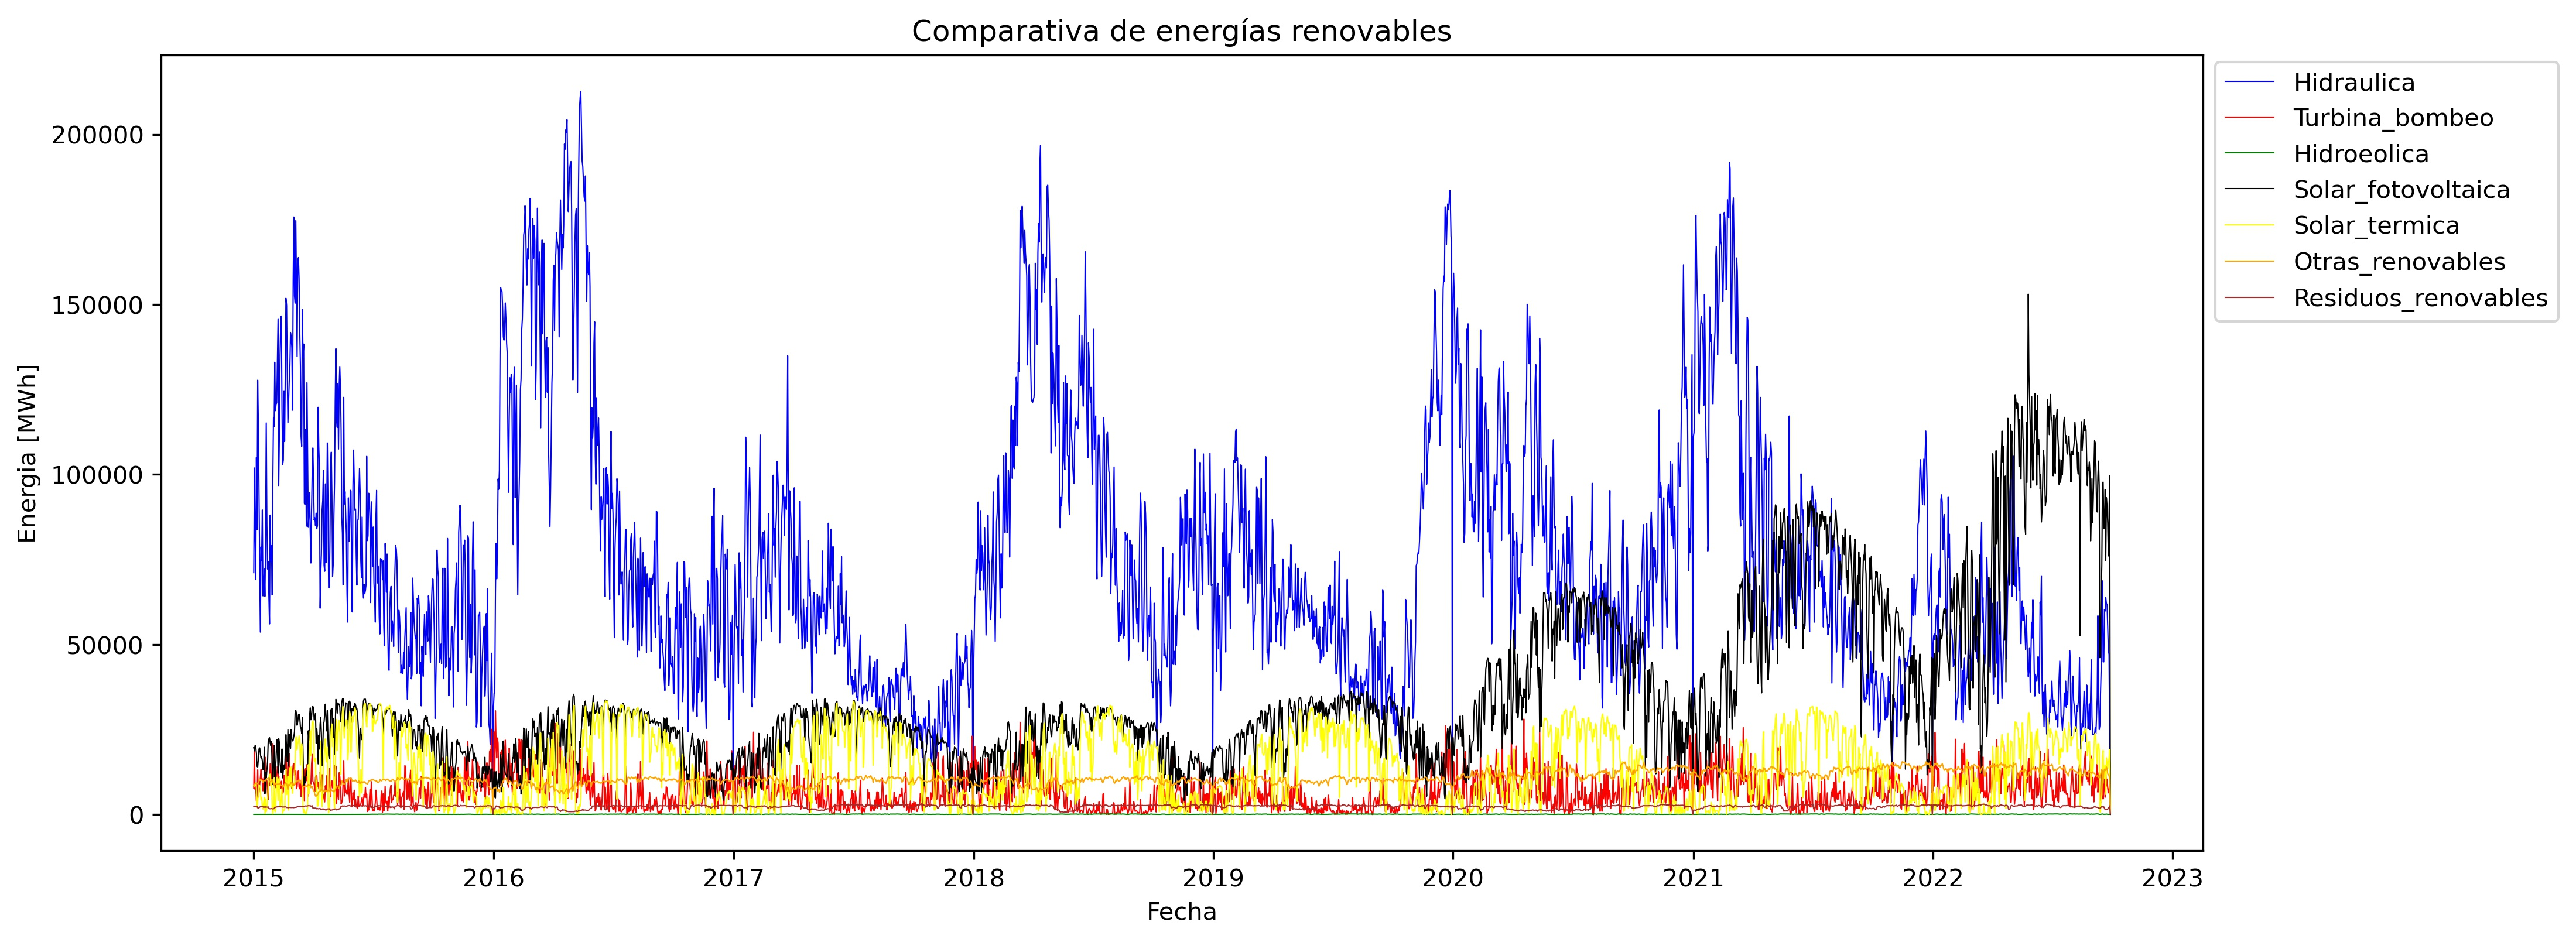 Comparativa de energías renovables
Energia [MWh]
200000
150000
100000
50000
0
2015 2016 2017 2018 2019 2020 2021 2022 2023
Fecha
Hidraulica
Turbina_bombeo
Hidroeolica
Solar_fotovoltaica
Solar_termica
Otras_renovables
Residuos_renovables